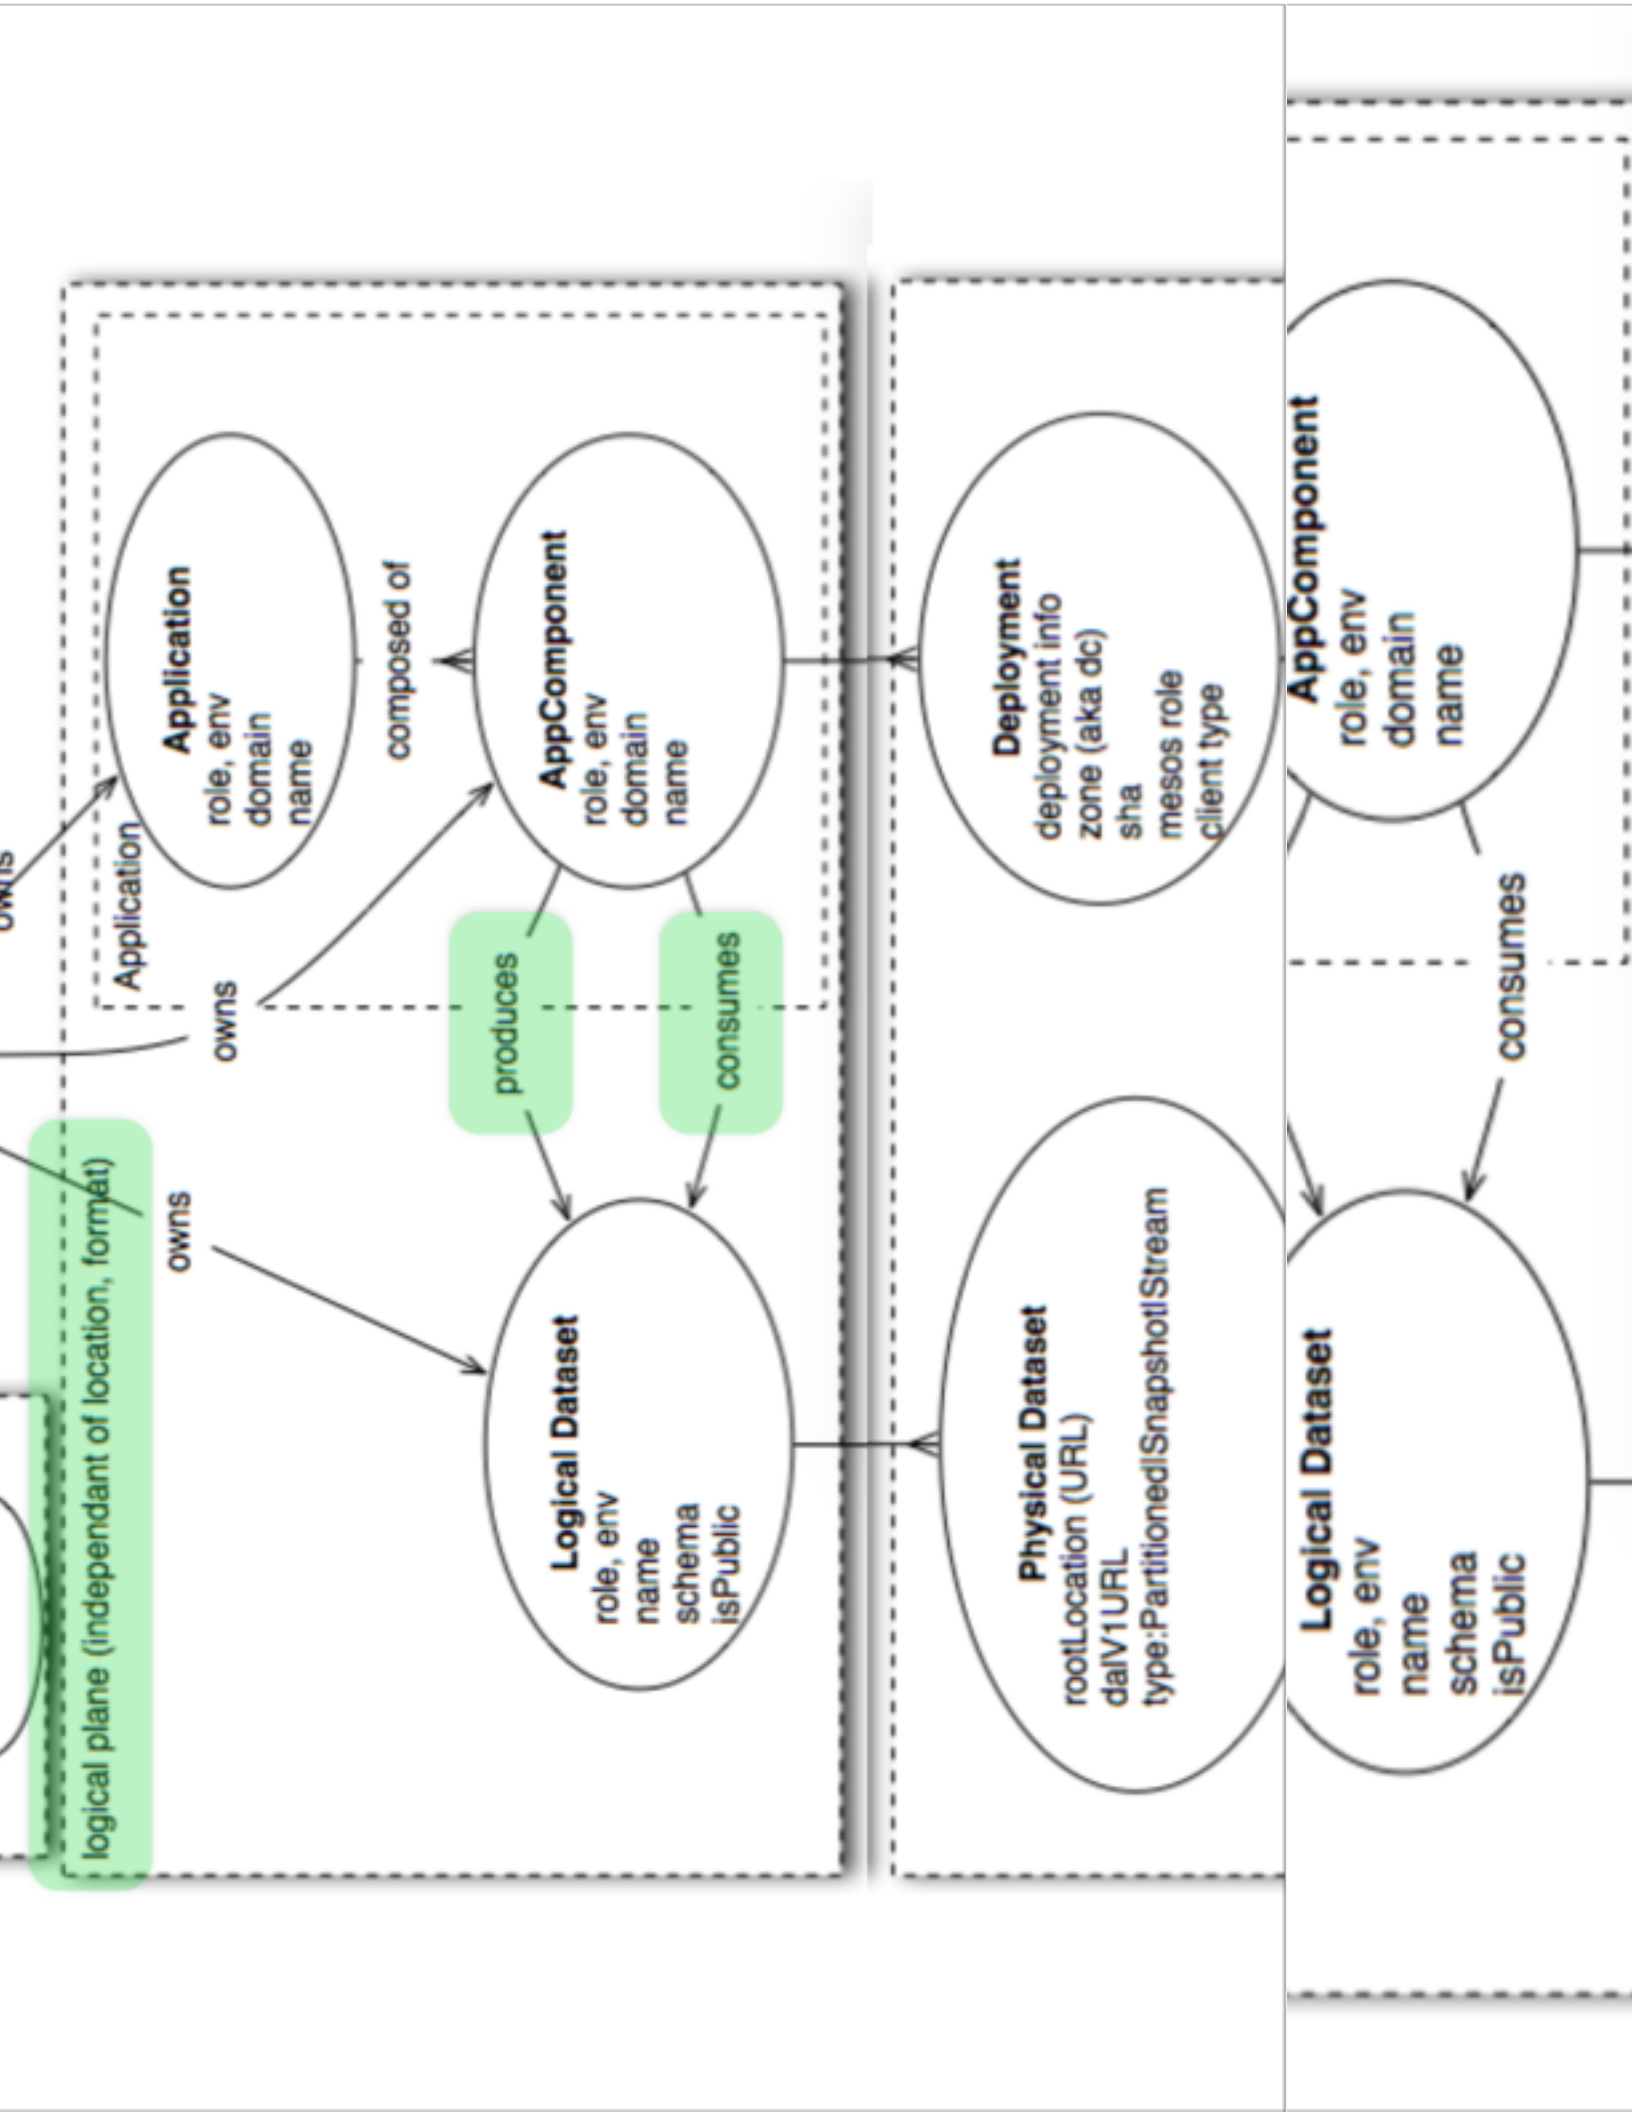 owns
Application
Application
role, env
domain
name
composed of
owns
AppComponent
role, env
domain
name
produces
consumes
logical plane (independant of location, format)
owns
Logical Dataset
role, env
name
schema
isPublic
Deployment
deployment info
zone (aka dc)
sha
mesos role
client type
Physical Dataset
rootLocation (URL)
dalV1URL
type:Partitioned|Snapshot|Stream
AppComponent
role, env
domain
name
consumes
Logical Dataset
role, env
name
schema
isPublic